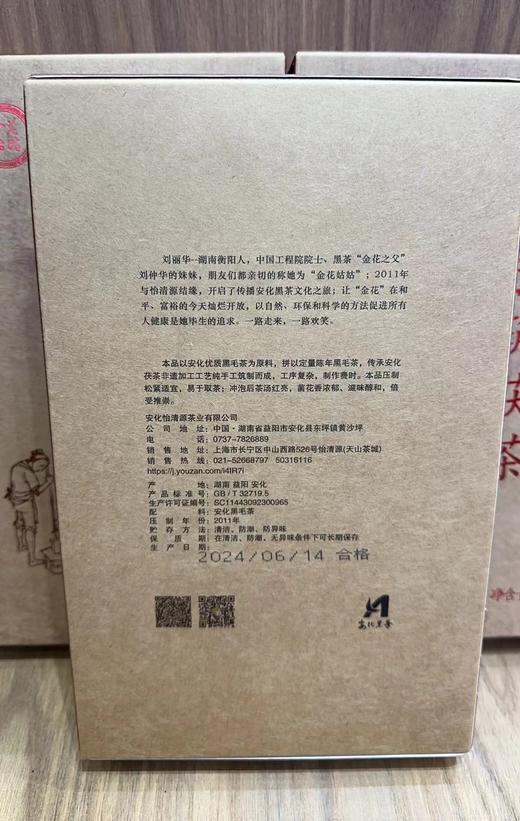 刘丽华--湖南衡阳人，中国工程院院士、黑茶“金花之父”
刘仲华的妹妹，朋友们都亲切的称她为“金花姑姑”；2011年
与怡清源结缘，开启了传播安化黑茶文化之旅；让“金花”在和
平、富裕的今天灿烂开放，以自然、环保和科学的方法促进所有
人健康是她毕生的追求。一路走来，一路欢笑。
本品以安化优质黑毛茶为原料，拼以定量陈年黑毛茶，传承安化
茯茶非遗加工工艺纯手工筑制而成，工序复杂，制作费时。本品压制
松紧适宜，易于取茶；冲泡后茶汤红亮，菌花香浓郁、滋味醇和，倍
受推崇。
安化怡清源茶业有限公司
公司地址：中国·湖南省益阳市安化县东坪镇黄沙坪
电话：0737-7826889
销售地址：上海市长宁区中山西路526号怡清源(天山茶城)
销售热线：021-52668797 50316116
https://j.youzan.com/i4IR7i
产地：湖南 益阳 安化
产品标准号：GB/T 32719.5
生产许可证编号：SC11443092300965
配料：安化黑毛茶
压制年份：2011年
贮存方法：清洁、防潮、防异味
保质期：在清洁、防潮、无异味条件下可长期保存
生产日期：2024/06/14 合格
安化黑茶
茯茶
净含